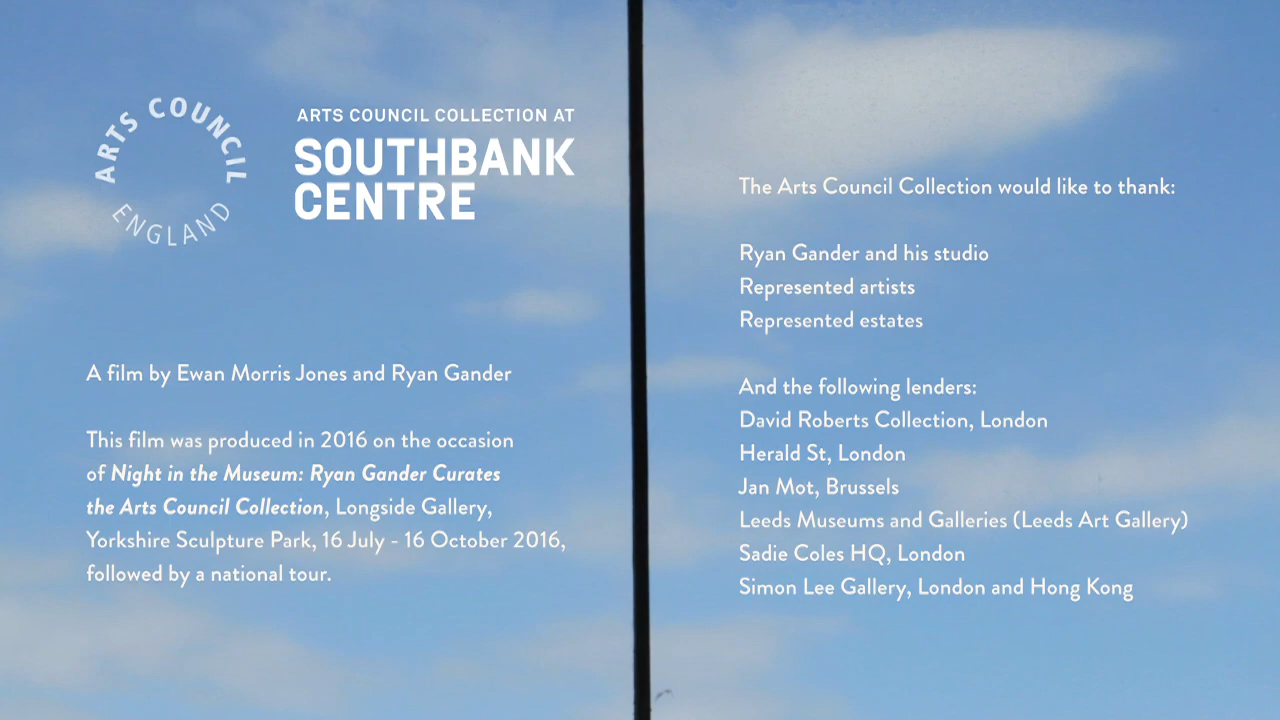 ARTS COUNCIL
ENGLAND
ARTS COUNCIL COLLECTION AT
SOUTHBANK
CENTRE
A film by Ewan Morris Jones and Ryan Gander
This film was produced in 2016 on the occasion
of Night in the Museum: Ryan Gander Curates
the Arts Council Collection, Longside Gallery,
Yorkshire Sculpture Park, 16 July - 16 October 2016,
followed by a national tour.
The Arts Council Collection would like to thank:
Ryan Gander and his studio
Represented artists
Represented estates
And the following lenders:
David Roberts Collection, London
Herald St, London
Jan Mot, Brussels
Leeds Museums and Galleries (Leeds Art Gallery)
Sadie Coles HQ, London
Simon Lee Gallery, London and Hong Kong